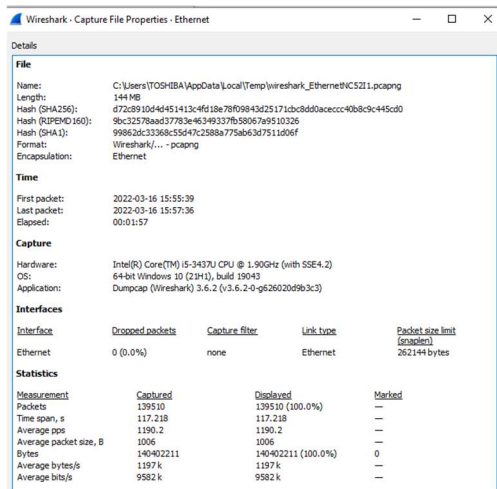 Wireshark · Capture File Properties · Ethernet
Details
File
Name: C:\Users\TOSHIBA\AppData\Local\Temp\wireshark_EthernetNC52I1.pcapng
Length: 144 MB
Hash (SHA256): d72c8910d4d451413c4fd18e78f09843d25171cbc8dd0aceccc40b8c9c445cd0
Hash (RIPEMD160): 9bc32578aad37783e46349337fb58067a9510326
Hash (SHA1): 99862dc33368c55d47c2588a775ab63d7511d06f
Format: Wireshark/... - pcapng
Encapsulation: Ethernet
Time
First packet: 2022-03-16 15:55:39
Last packet: 2022-03-16 15:57:36
Elapsed: 00:01:57
Capture
Hardware: Intel(R) Core(TM) i5-3437U CPU @ 1.90GHz (with SSE4.2)
OS: 64-bit Windows 10 (21H1), build 19043
Application: Dumpcap (Wireshark) 3.6.2 (v3.6.2-0-g626020d9b3c3)
Interfaces
Interface Dropped packets Capture filter Link type Packet size limit (snaplen)
Ethernet 0 (0.0%) none Ethernet 262144 bytes
Statistics
Measurement Captured Displayed Marked
Packets 139510 139510 (100.0%) —
Time span, s 117.218 117.218 —
Average pps 1190.2 1190.2 —
Average packet size, B 1006 1006 —
Bytes 140402211 140402211 (100.0%) 0
Average bytes/s 1197 k 1197 k —
Average bits/s 9582 k 9582 k —